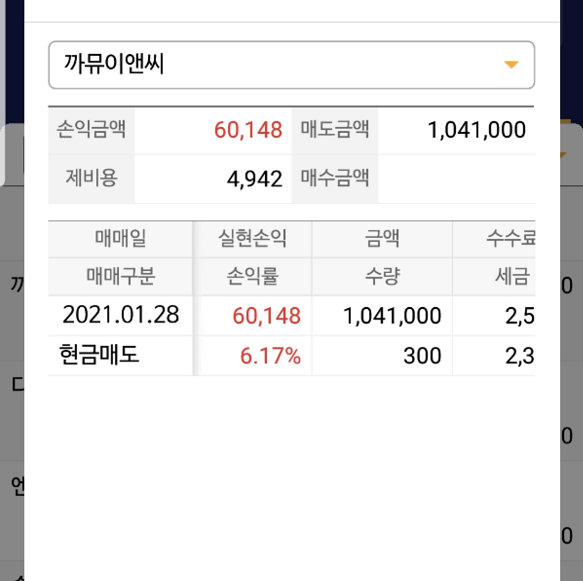 까뮤이앤씨
손익금액 60,148 매도금액 1,041,000
제비용 4,942 매수금액
매매일 실현손익 금액 수수료
매매구분 손익률 수량 세금
2021.01.28 60,148 1,041,000 2,5
현금매도 6.17% 300 2,3